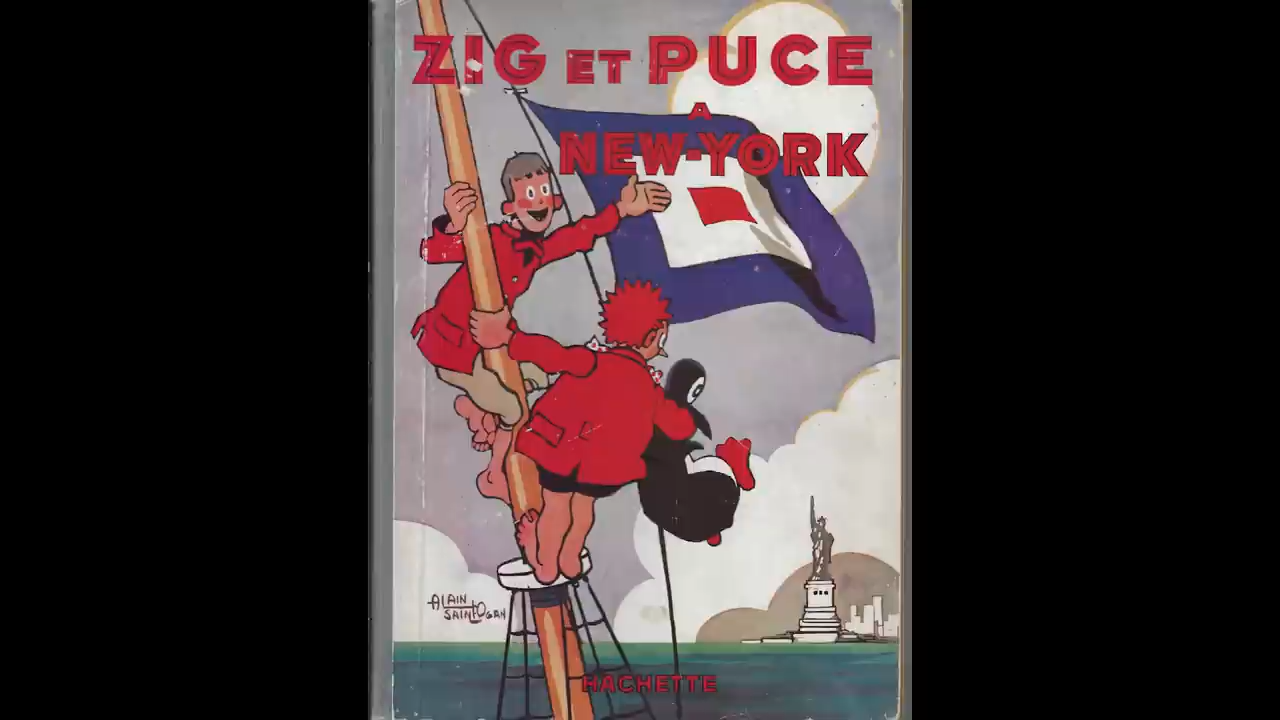 ZIG ET PUCE
A
NEW-YORK
ALAIN
SAINT-OGAN
HACHETTE